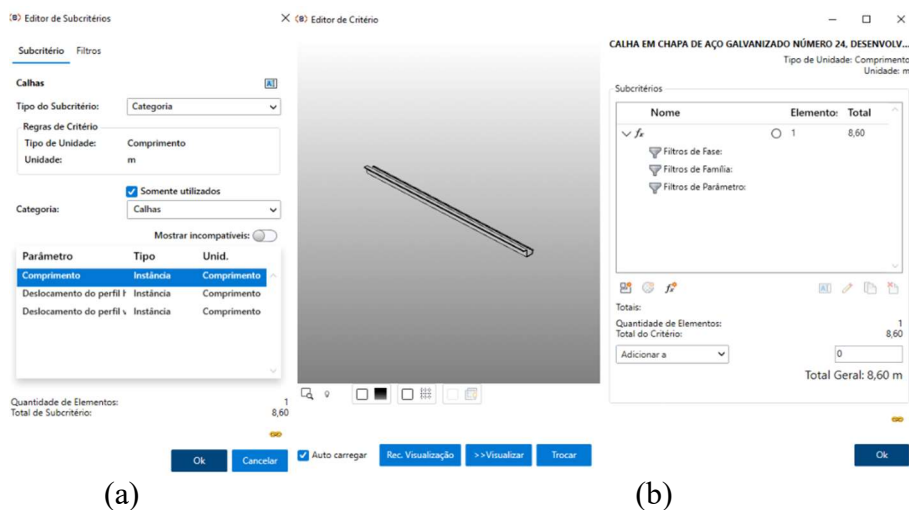 Editor de Subcritérios
Subcritério Filtros
Calhas
Tipo do Subcritério: Categoria
Regras de Critério
Tipo de Unidade: Comprimento
Unidade: m
Somente utilizados
Categoria: Calhas
Mostrar incompatíveis:
Parâmetro Tipo Unid.
Comprimento Instância Comprimento
Deslocamento do perfil h Instância Comprimento
Deslocamento do perfil v Instância Comprimento
Quantidade de Elementos: 1
Total de Subcritério: 8,60
Ok Cancelar
(a)
Editor de Critério
CALHA EM CHAPA DE AÇO GALVANIZADO NÚMERO 24, DESENVOLV...
Tipo de Unidade: Comprimento
Unidade: m
Subcritérios
Nome Elemento: Total
fx 1 8,60
Filtros de Fase:
Filtros de Família:
Filtros de Parâmetro:
Totais:
Quantidade de Elementos: 1
Total do Critério: 8,60
Adicionar a 0
Total Geral: 8,60 m
Auto carregar Rec. Visualização >>Visualizar Trocar Ok
(b)